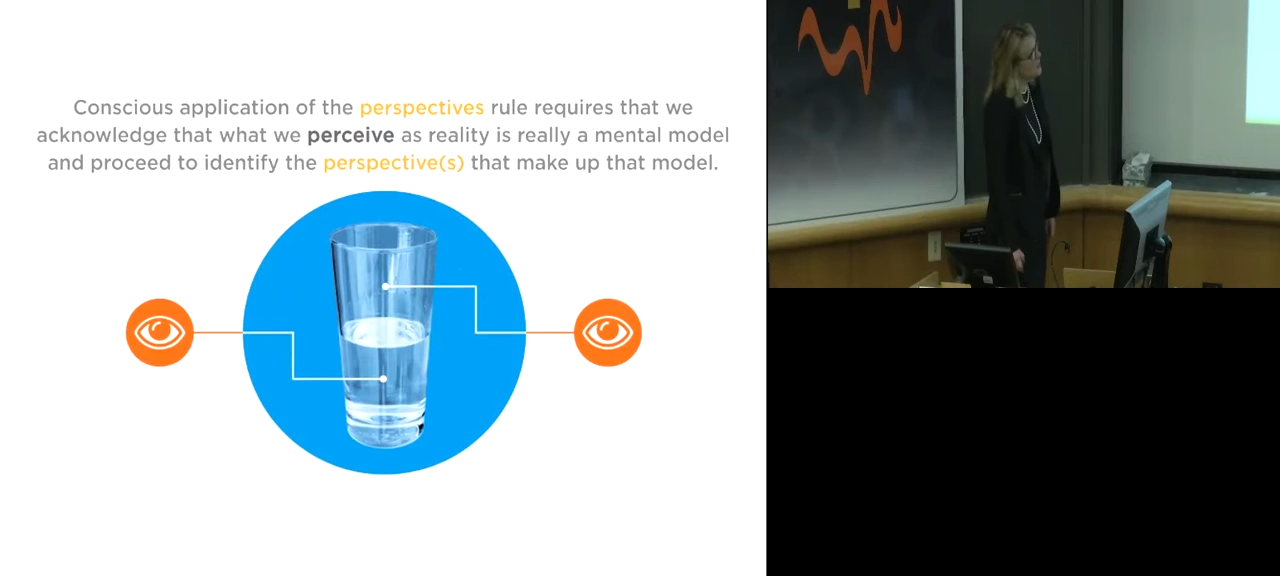 Conscious application of the perspectives rule requires that we
acknowledge that what we perceive as reality is really a mental model
and proceed to identify the perspective(s) that make up that model.